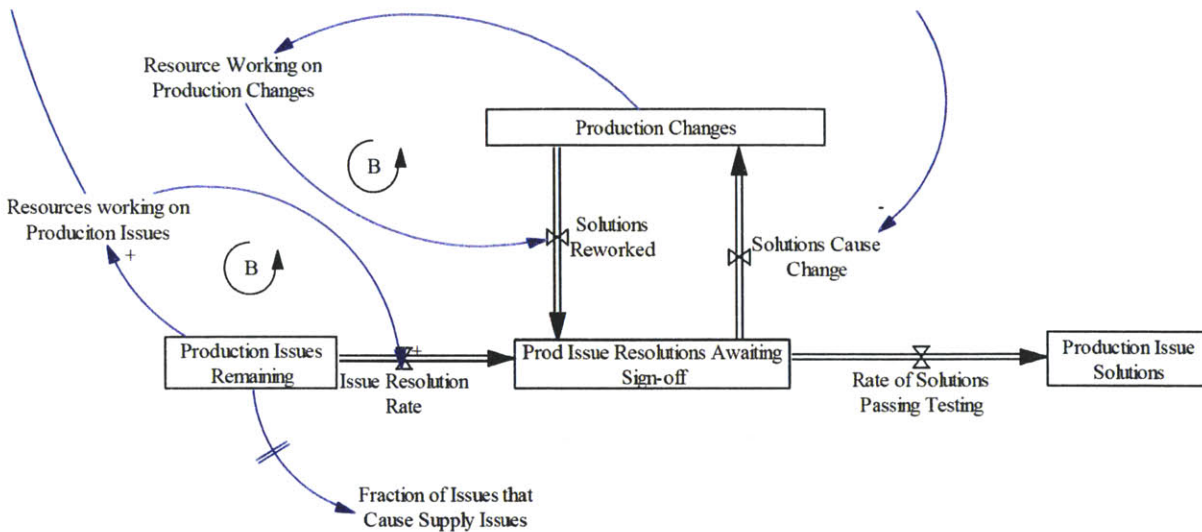 Resource Working on
Production Changes
Production Changes
B
Resources working on
Produciton Issues
+
B
Solutions
Reworked
-
Solutions Cause
Change
Production Issues
Remaining
+
Issue Resolution
Rate
Prod Issue Resolutions Awaiting
Sign-off
Rate of Solutions
Passing Testing
Production Issue
Solutions
Fraction of Issues that
Cause Supply Issues